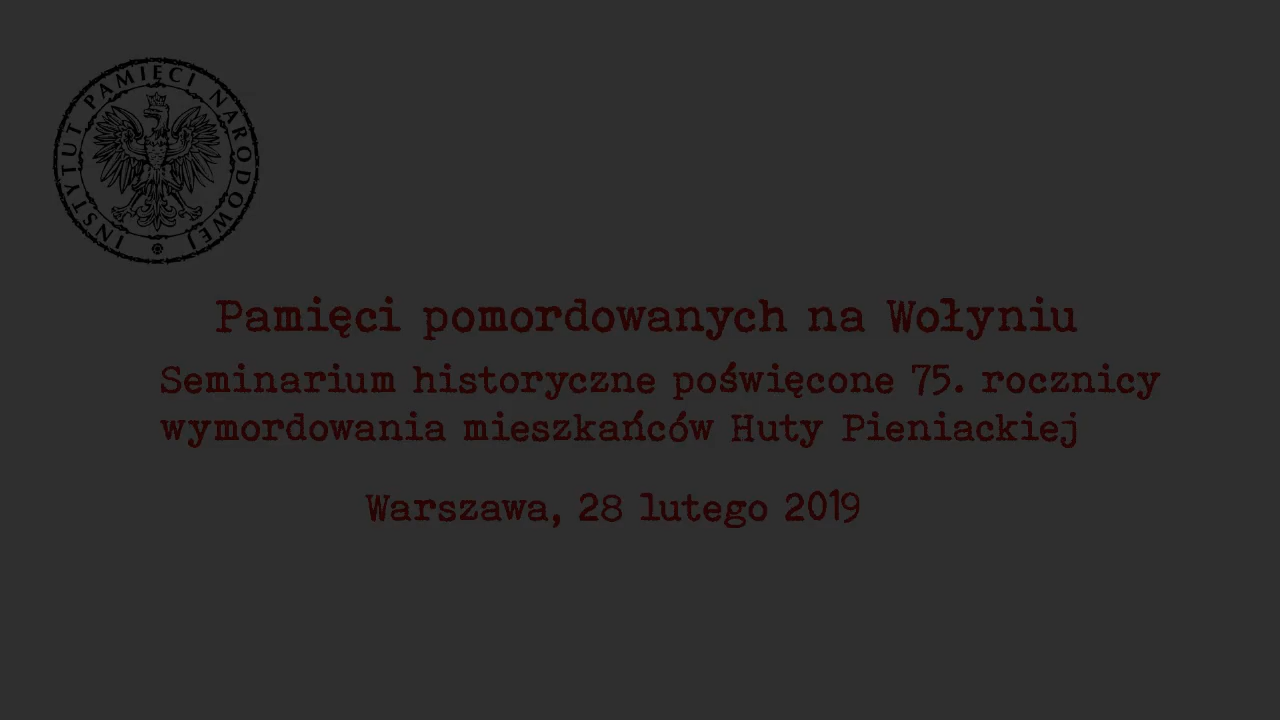 INSTYTUT PAMIĘCI NARODOWEJ
Pamięci pomordowanych na Wołyniu
Seminarium historyczne poświęcone 75. rocznicy
wymordowania mieszkańców Huty Pieniackiej
Warszawa, 28 lutego 2019